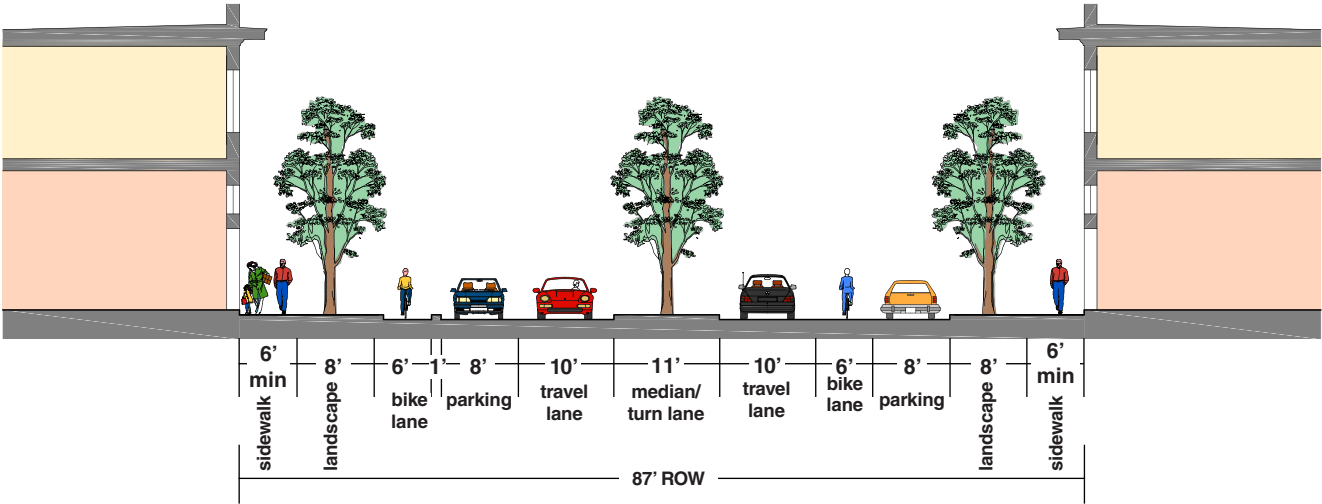 6’
min
sidewalk
8’
landscape
6’
bike
lane
1’
8’
parking
10’
travel
lane
11’
median/
turn lane
10’
travel
lane
6’
bike
lane
8’
parking
8’
landscape
6’
min
sidewalk
87’ ROW